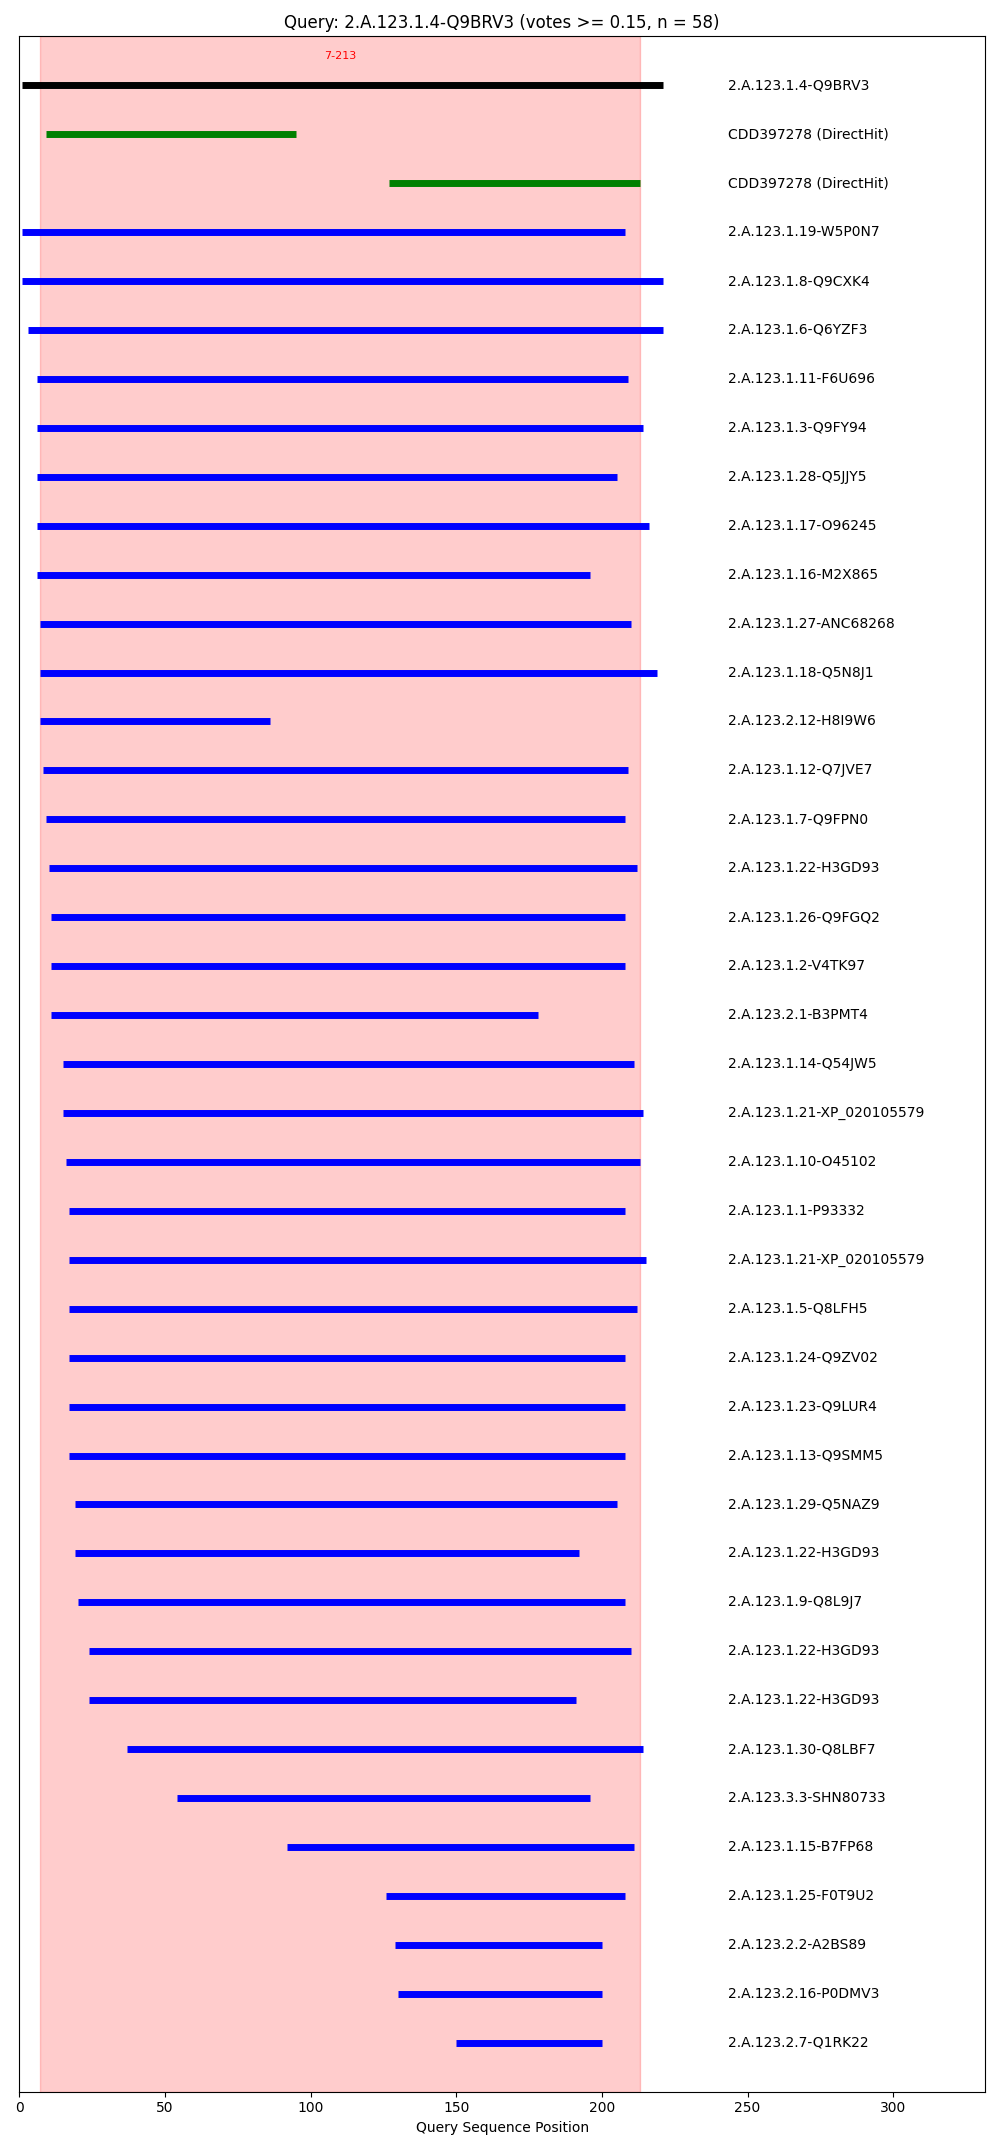 Query: 2.A.123.1.4-Q9BRV3 (votes >= 0.15, n = 58)
7-213
2.A.123.1.4-Q9BRV3
CDD397278 (DirectHit)
CDD397278 (DirectHit)
2.A.123.1.19-W5P0N7
2.A.123.1.8-Q9CXK4
2.A.123.1.6-Q6YZF3
2.A.123.1.11-F6U696
2.A.123.1.3-Q9FY94
2.A.123.1.28-Q5JJY5
2.A.123.1.17-O96245
2.A.123.1.16-M2X865
2.A.123.1.27-ANC68268
2.A.123.1.18-Q5N8J1
2.A.123.2.12-H8I9W6
2.A.123.1.12-Q7JVE7
2.A.123.1.7-Q9FPN0
2.A.123.1.22-H3GD93
2.A.123.1.26-Q9FGQ2
2.A.123.1.2-V4TK97
2.A.123.2.1-B3PMT4
2.A.123.1.14-Q54JW5
2.A.123.1.21-XP_020105579
2.A.123.1.10-O45102
2.A.123.1.1-P93332
2.A.123.1.21-XP_020105579
2.A.123.1.5-Q8LFH5
2.A.123.1.24-Q9ZV02
2.A.123.1.23-Q9LUR4
2.A.123.1.13-Q9SMM5
2.A.123.1.29-Q5NAZ9
2.A.123.1.22-H3GD93
2.A.123.1.9-Q8L9J7
2.A.123.1.22-H3GD93
2.A.123.1.22-H3GD93
2.A.123.1.30-Q8LBF7
2.A.123.3.3-SHN80733
2.A.123.1.15-B7FP68
2.A.123.1.25-F0T9U2
2.A.123.2.2-A2BS89
2.A.123.2.16-P0DMV3
2.A.123.2.7-Q1RK22
0 50 100 150 200 250 300
Query Sequence Position